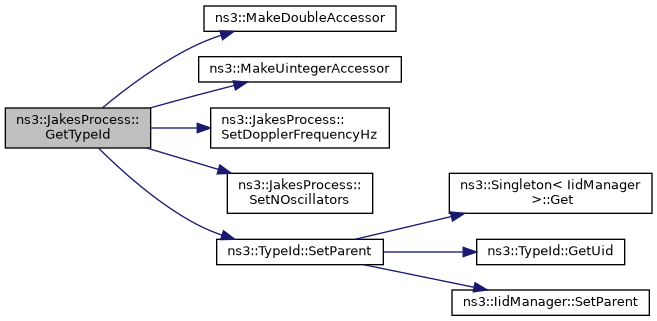 ns3::MakeDoubleAccessor
ns3::MakeUintegerAccessor
ns3::JakesProcess::
GetTypeId
ns3::JakesProcess::
SetDopplerFrequencyHz
ns3::JakesProcess::
SetNOscillators
ns3::TypeId::SetParent
ns3::Singleton< IidManager
>::Get
ns3::TypeId::GetUid
ns3::IidManager::SetParent